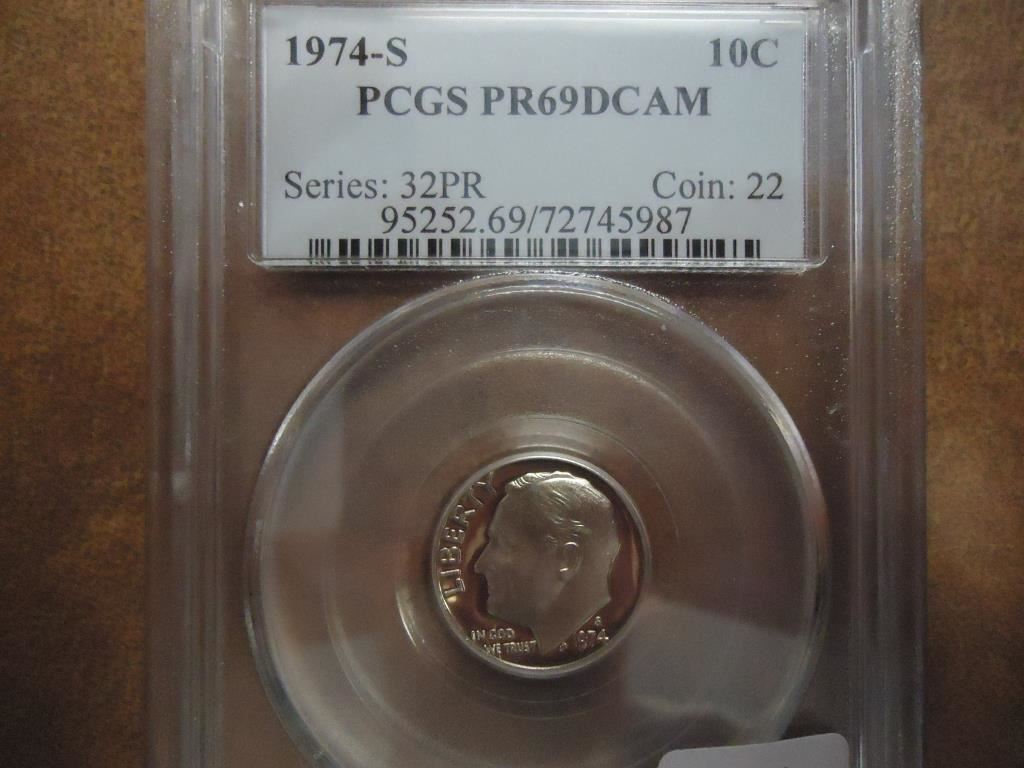 1974-S 10C
PCGS PR69DCAM
Series: 32PR Coin: 22
95252.69/72745987
LIBERTY
IN GOD
WE TRUST
S
1974